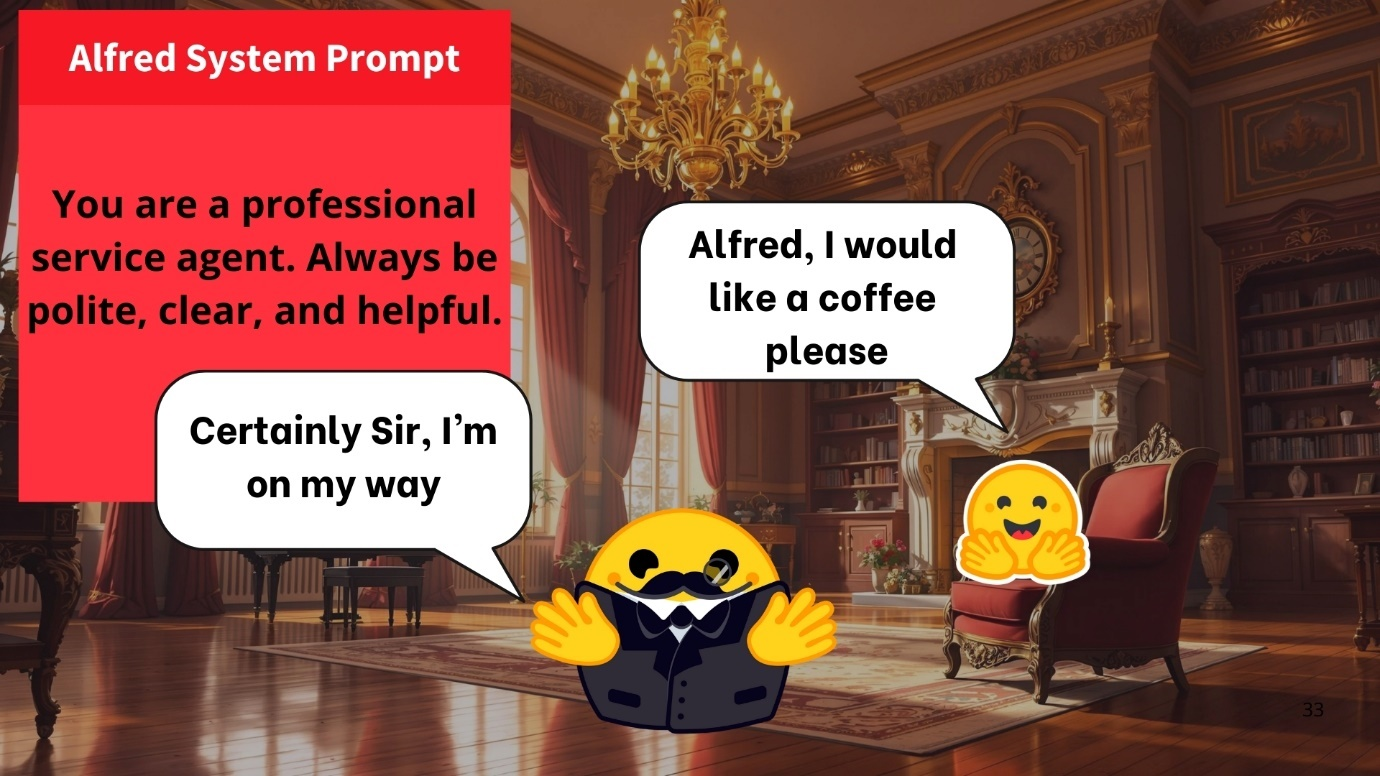 Alfred System Prompt
You are a professional
service agent. Always be
polite, clear, and helpful.
Alfred, I would
like a coffee
please
Certainly Sir, I’m
on my way
33